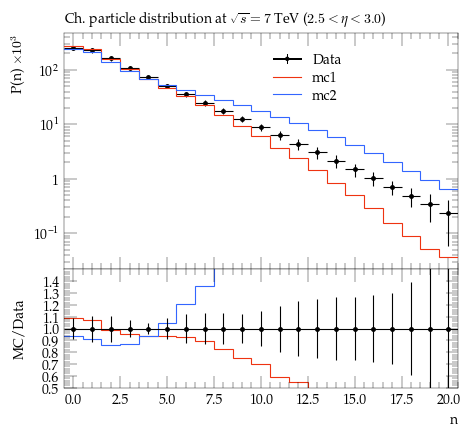 Ch. particle distribution at √s = 7 TeV (2.5 < η < 3.0)
P(n) ×10³
10²
10¹
1
10⁻¹
Data
mc1
mc2
MC/Data
1.4
1.3
1.2
1.1
1.0
0.9
0.8
0.7
0.6
0.5
0.0 2.5 5.0 7.5 10.0 12.5 15.0 17.5 20.0
n